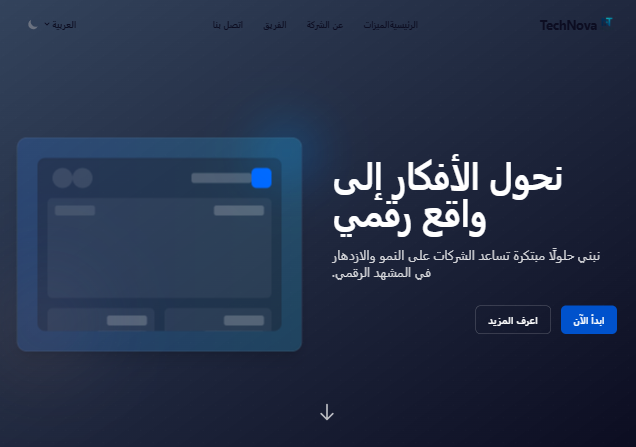 TechNova
الرئيسية
الميزات
عن الشركة
الفريق
اتصل بنا
العربية
نحول الأفكار إلى
واقع رقمي
نبني حلولًا مبتكرة تساعد الشركات على النمو والازدهار
في المشهد الرقمي.
ابدأ الآن
اعرف المزيد